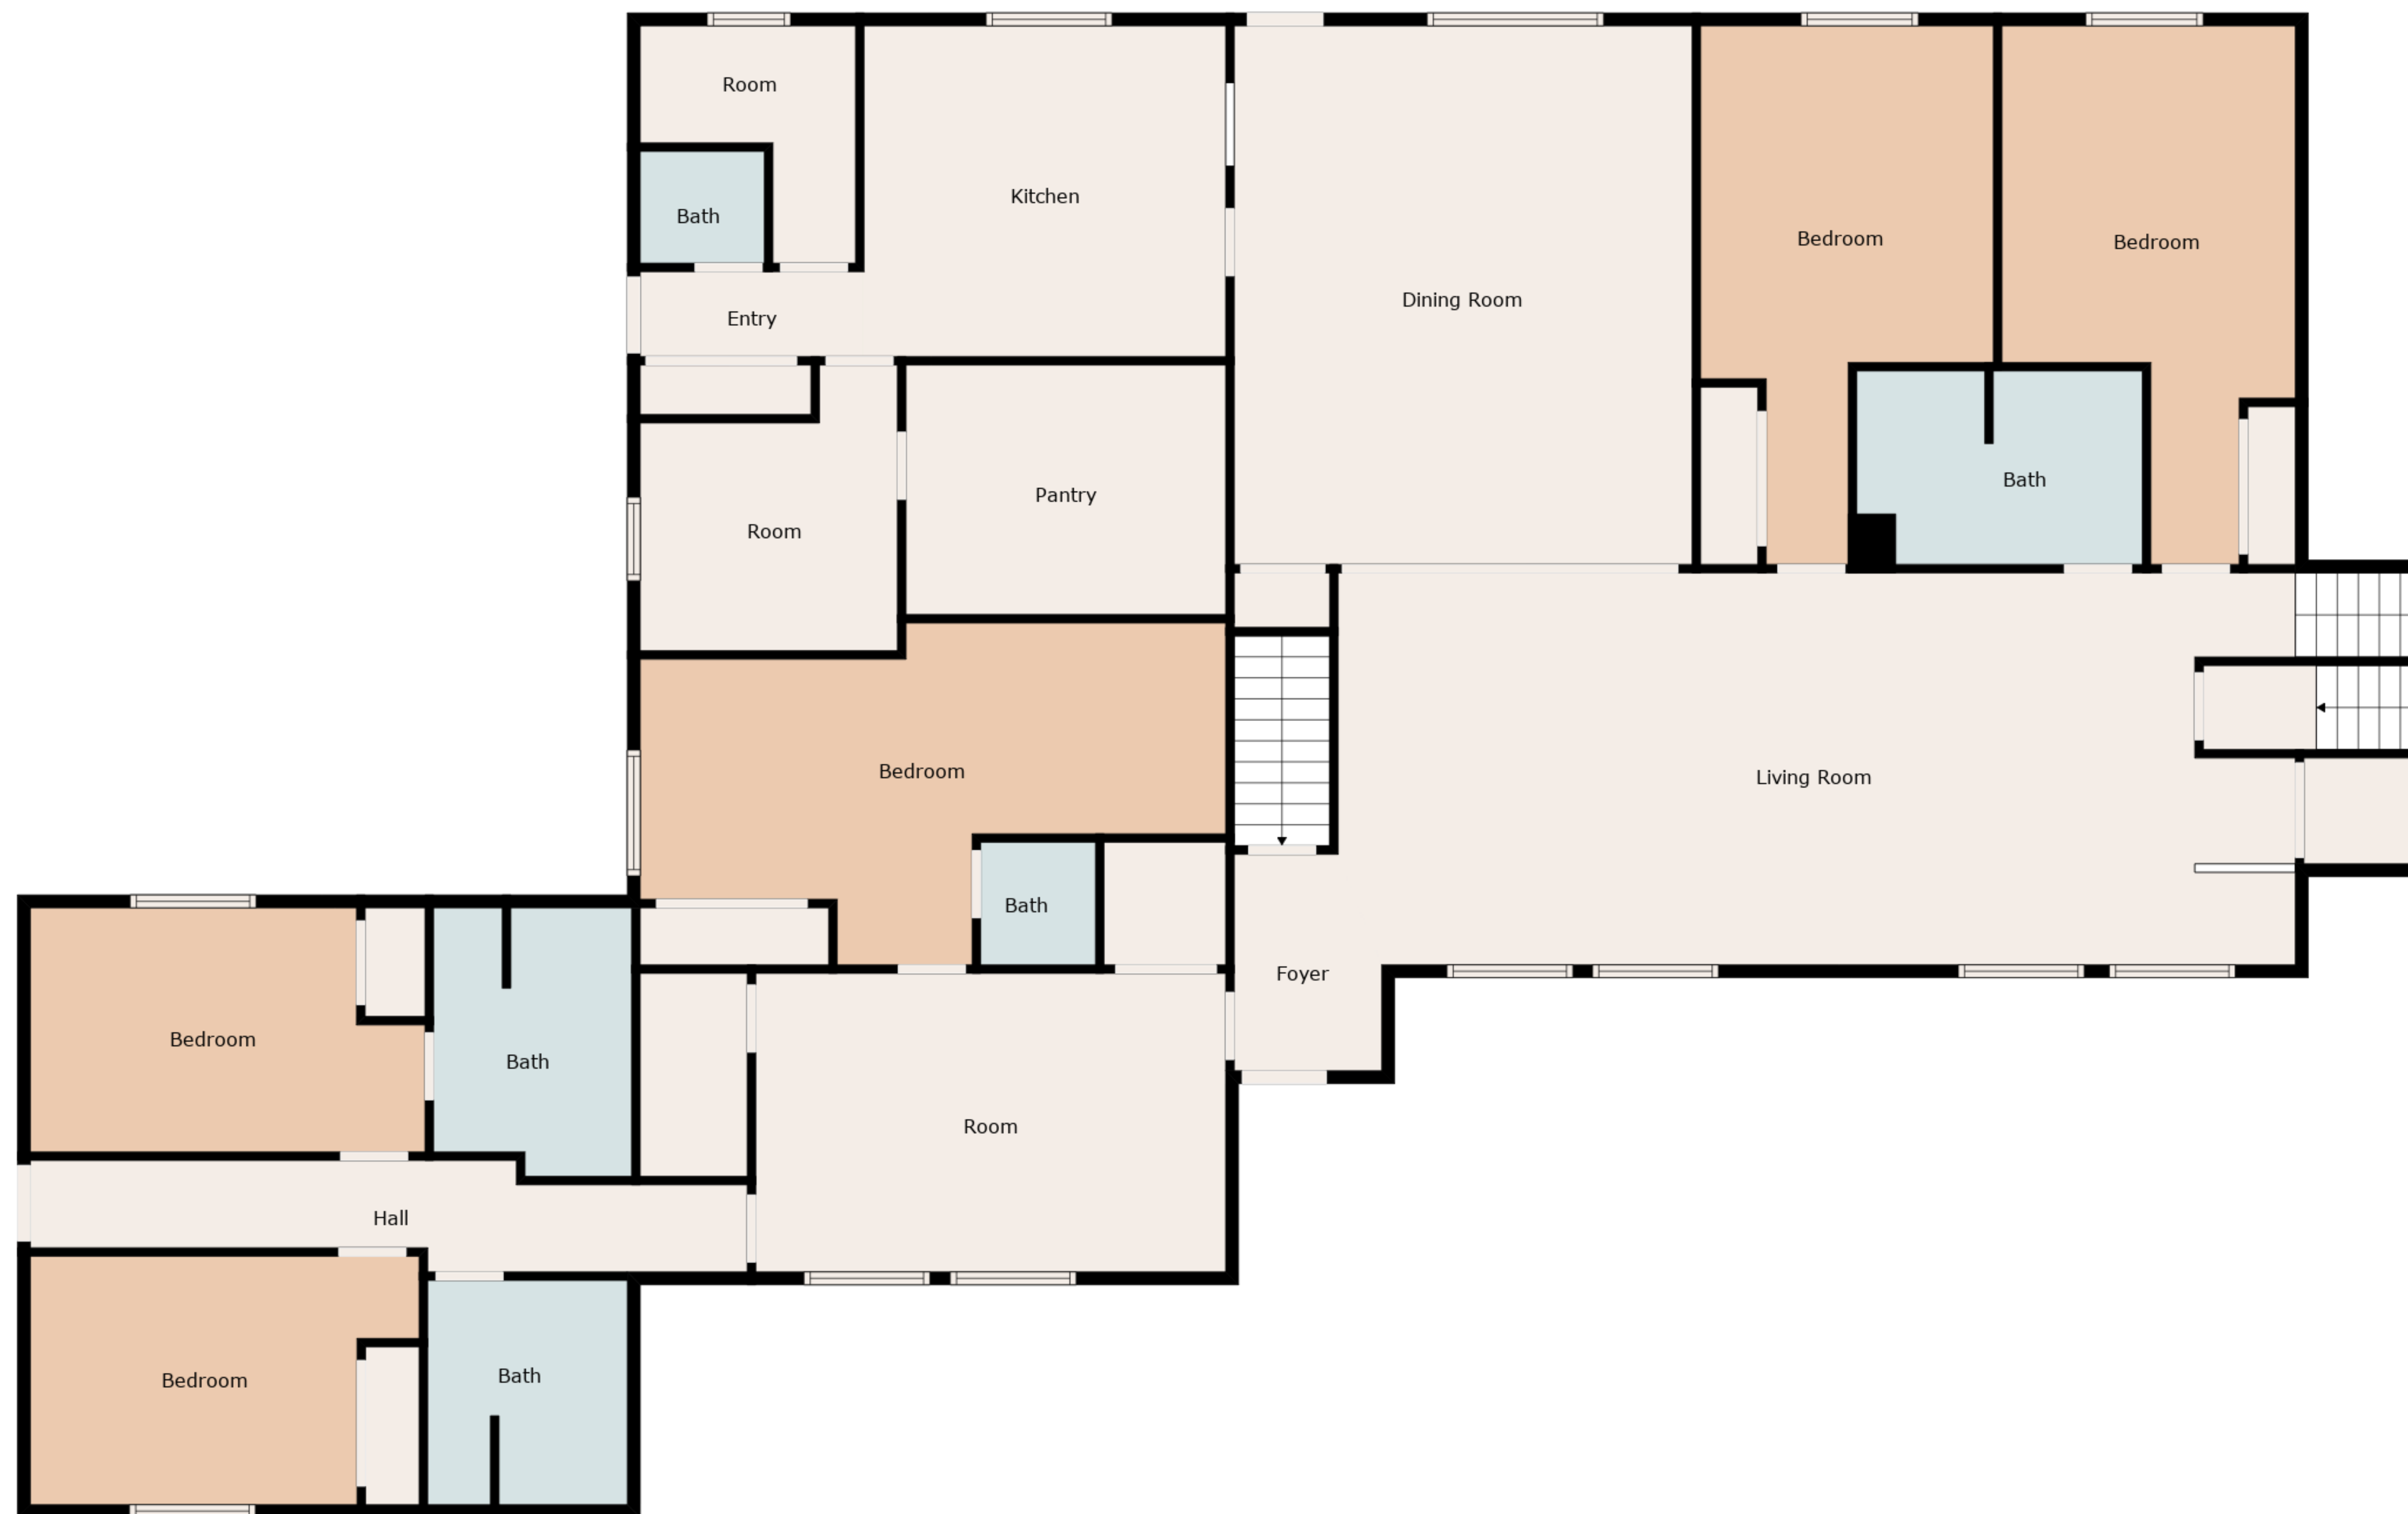 Room
Kitchen
Bath
Bedroom
Bedroom
Dining Room
Entry
Bath
Pantry
Room
Bedroom
Living Room
Bath
Foyer
Bedroom
Bath
Room
Hall
Bedroom
Bath